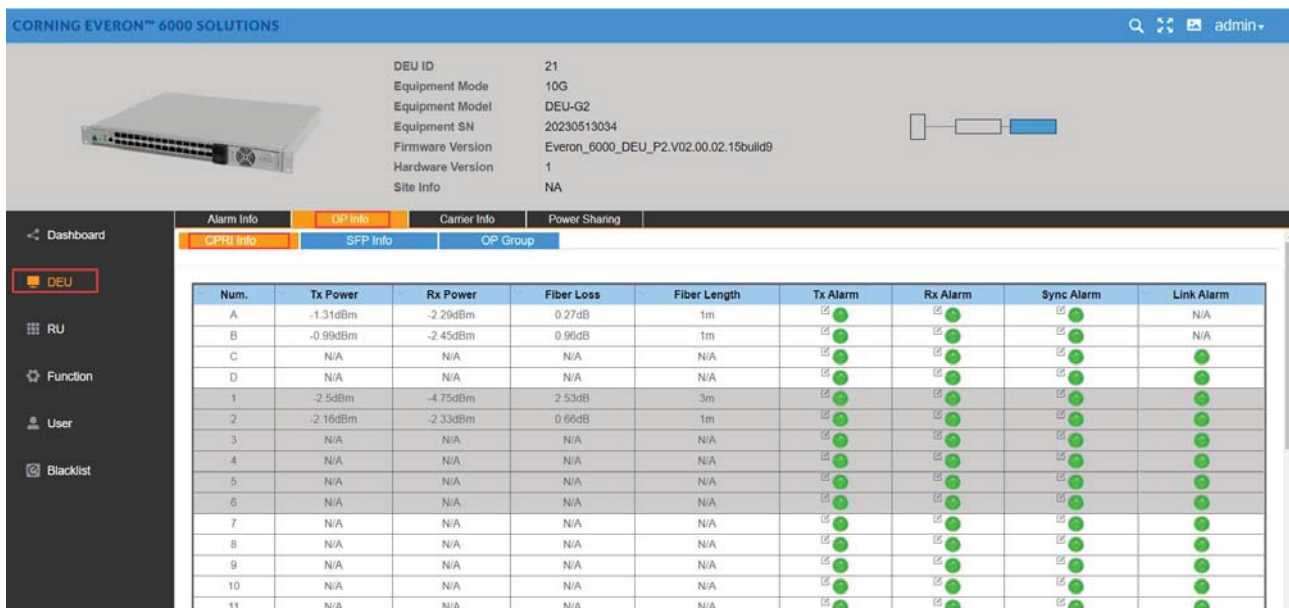 CORNING EVERON™ 6000 SOLUTIONS
admin
DEU ID 21
Equipment Mode 10G
Equipment Model DEU-G2
Equipment SN 20230513034
Firmware Version Everon_6000_DEU_P2.V02.00.02.15build9
Hardware Version 1
Site Info NA
Dashboard
DEU
RU
Function
User
Blacklist
Alarm Info OP Info Carrier Info Power Sharing
CPRI Info SFP Info OP Group
Num. Tx Power Rx Power Fiber Loss Fiber Length Tx Alarm Rx Alarm Sync Alarm Link Alarm
A -1.31dBm -2.29dBm 0.27dB 1m N/A
B -0.99dBm -2.45dBm 0.96dB 1m N/A
C N/A N/A N/A N/A
D N/A N/A N/A N/A
1 -2.5dBm -4.75dBm 2.53dB 3m
2 -2.16dBm -2.33dBm 0.66dB 1m
3 N/A N/A N/A N/A
4 N/A N/A N/A N/A
5 N/A N/A N/A N/A
6 N/A N/A N/A N/A
7 N/A N/A N/A N/A
8 N/A N/A N/A N/A
9 N/A N/A N/A N/A
10 N/A N/A N/A N/A
11 N/A N/A N/A N/A